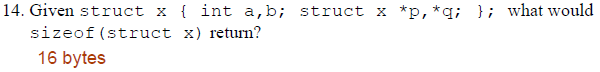 14. Given struct x { int a,b; struct x *p,*q; }; what would
sizeof(struct x) return?
16 bytes